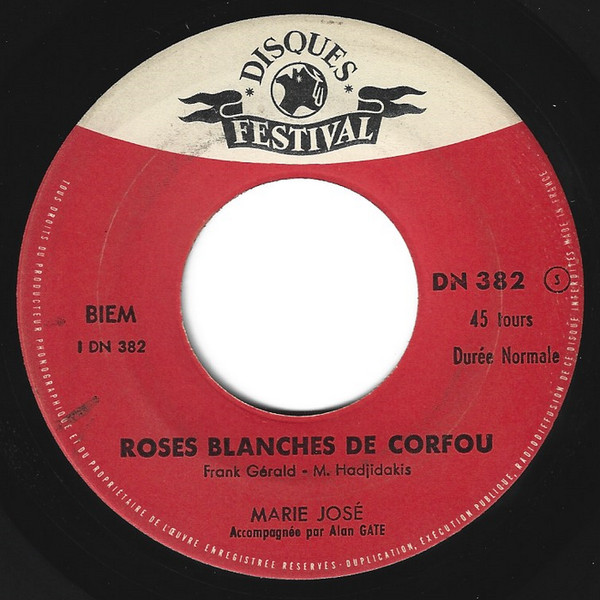 DISQUES
FESTIVAL
DN 382 S
45 tours
Durée Normale
BIEM
1 DN 382
ROSES BLANCHES DE CORFOU
Frank Gérald - M. Hadjidakis
MARIE JOSÉ
Accompagnée par Alan GATE
TOUS DROITS DU PRODUCTEUR PHONOGRAPHIQUE ET DU PROPRIETAIRE DE L'ŒUVRE ENREGISTRÉE RÉSERVÉS - DUPLICATION, EXÉCUTION PUBLIQUE, RADIODIFFUSION DE CE DISQUE INTERDITES / MADE IN FRANCE